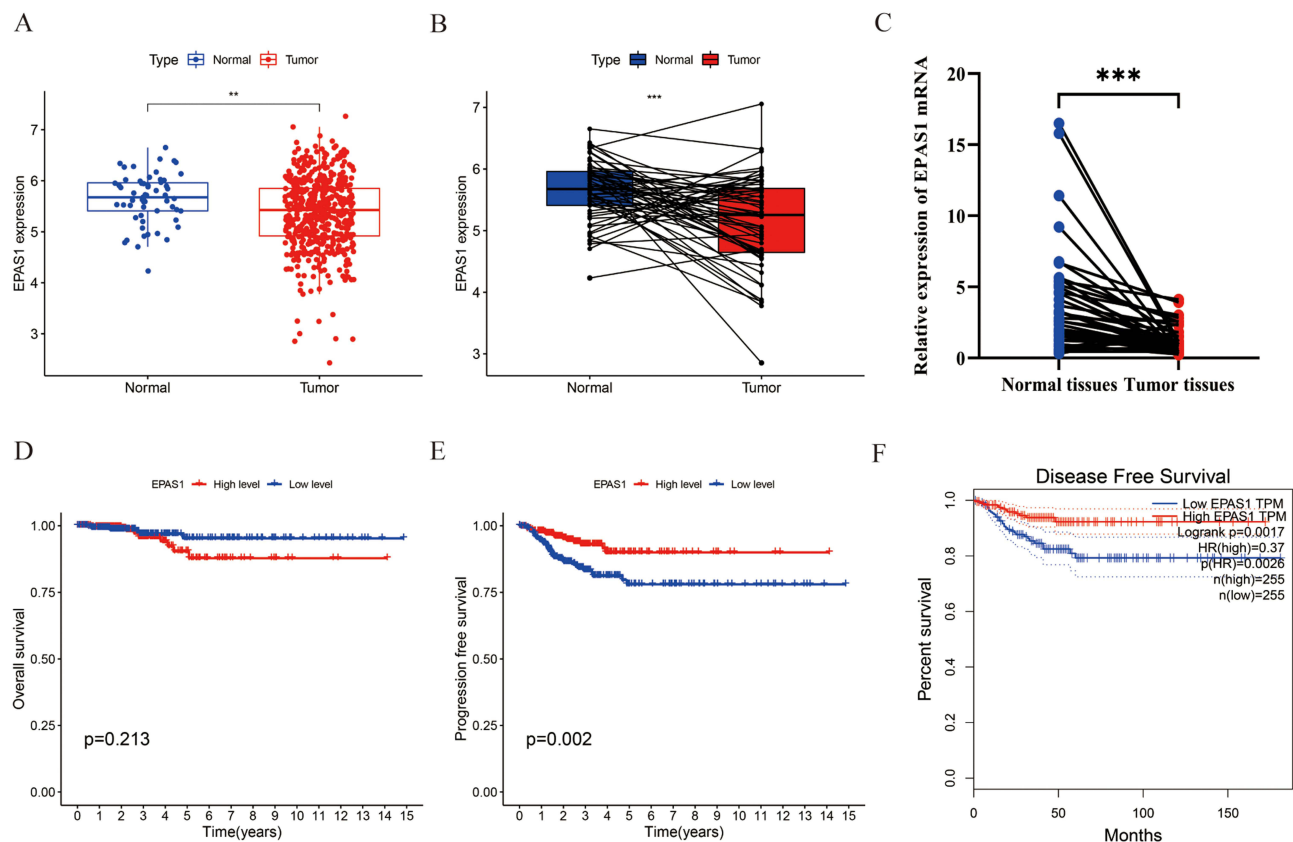 A
Type Normal Tumor
**
EPAS1 expression
7
6
5
4
3
Normal Tumor
B
Type Normal Tumor
***
EPAS1 expression
7
6
5
4
3
Normal Tumor
C
***
Relative expression of EPAS1 mRNA
20
15
10
5
0
Normal tissues Tumor tissues
D
EPAS1 High level Low level
Overall survival
1.00
0.75
0.50
0.25
0.00
p=0.213
0 1 2 3 4 5 6 7 8 9 10 11 12 13 14 15
Time(years)
E
EPAS1 High level Low level
Progression free survival
1.00
0.75
0.50
0.25
0.00
p=0.002
0 1 2 3 4 5 6 7 8 9 10 11 12 13 14 15
Time(years)
F
Disease Free Survival
Low EPAS1 TPM
High EPAS1 TPM
Logrank p=0.0017
HR(high)=0.37
p(HR)=0.0026
n(high)=255
n(low)=255
Percent survival
1.0
0.8
0.6
0.4
0.2
0.0
0 50 100 150
Months